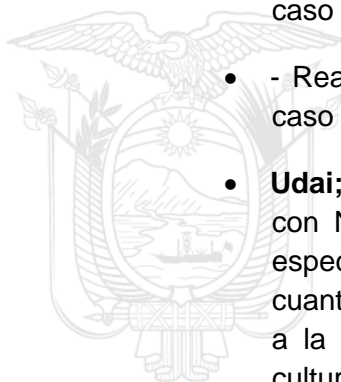 caso
• - Rea
caso
• Udai;
con N
espec
cuant
a la
cultur